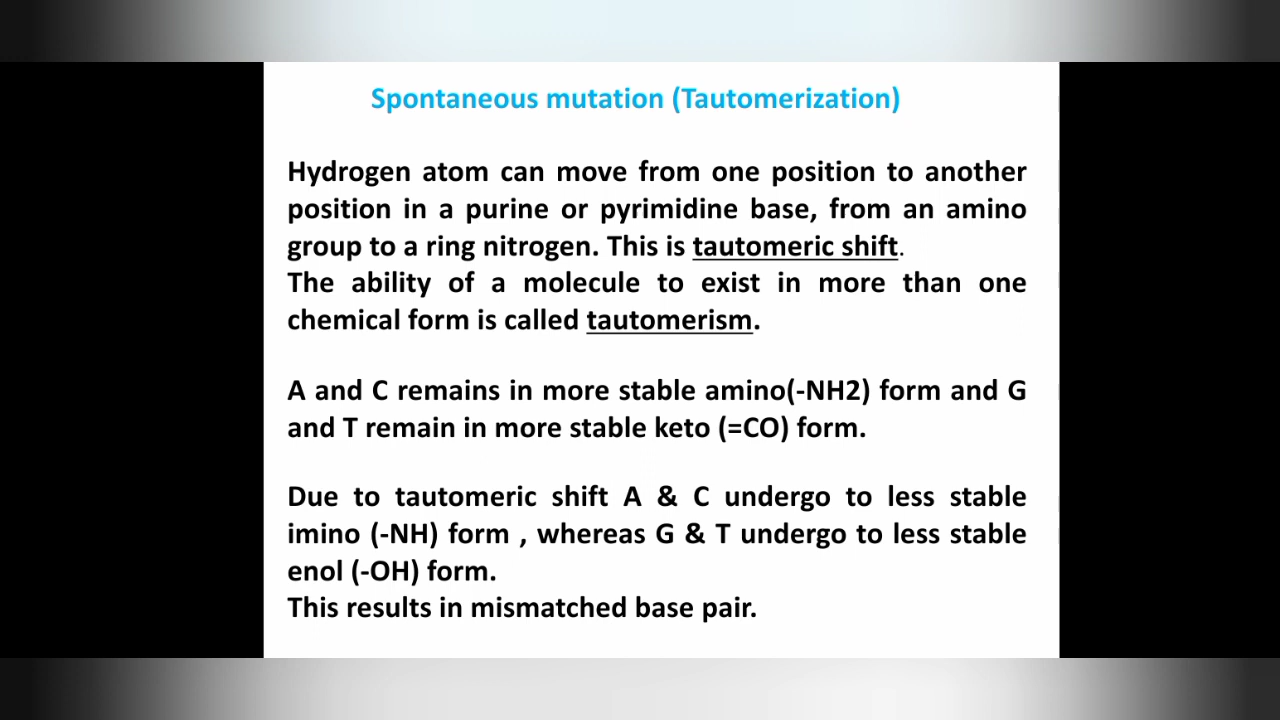 Spontaneous mutation (Tautomerization)
Hydrogen atom can move from one position to another
position in a purine or pyrimidine base, from an amino
group to a ring nitrogen. This is tautomeric shift.
The ability of a molecule to exist in more than one
chemical form is called tautomerism.
A and C remains in more stable amino(-NH2) form and G
and T remain in more stable keto (=CO) form.
Due to tautomeric shift A & C undergo to less stable
imino (-NH) form , whereas G & T undergo to less stable
enol (-OH) form.
This results in mismatched base pair.